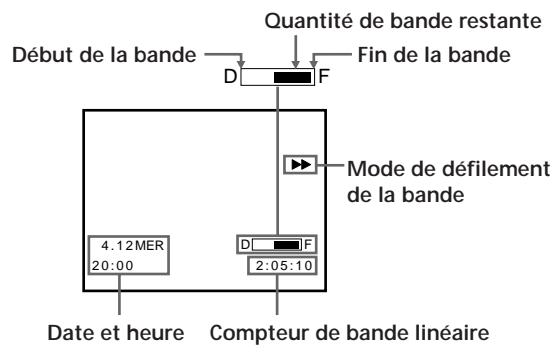 Quantité de bande restante
Début de la bande
Fin de la bande
D F
Mode de défilement
de la bande
4.12MER
D F
20:00
2:05:10
Date et heure
Compteur de bande linéaire